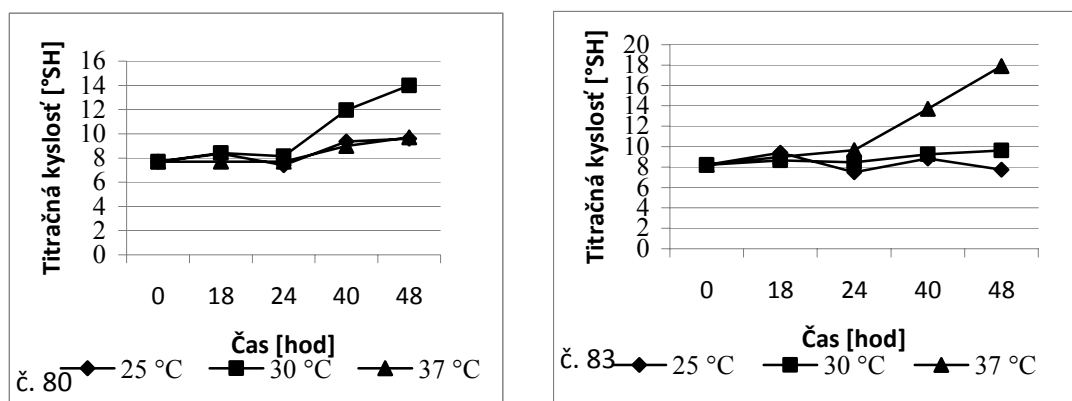 Titračná kyslosť [°SH]
16
14
12
10
8
6
4
2
0
0 18 24 40 48
Čas [hod]
25 °C 30 °C 37 °C
č. 80
Titračná kyslosť [°SH]
20
18
16
14
12
10
8
6
4
2
0
0 18 24 40 48
Čas [hod]
č. 83 25 °C 30 °C 37 °C